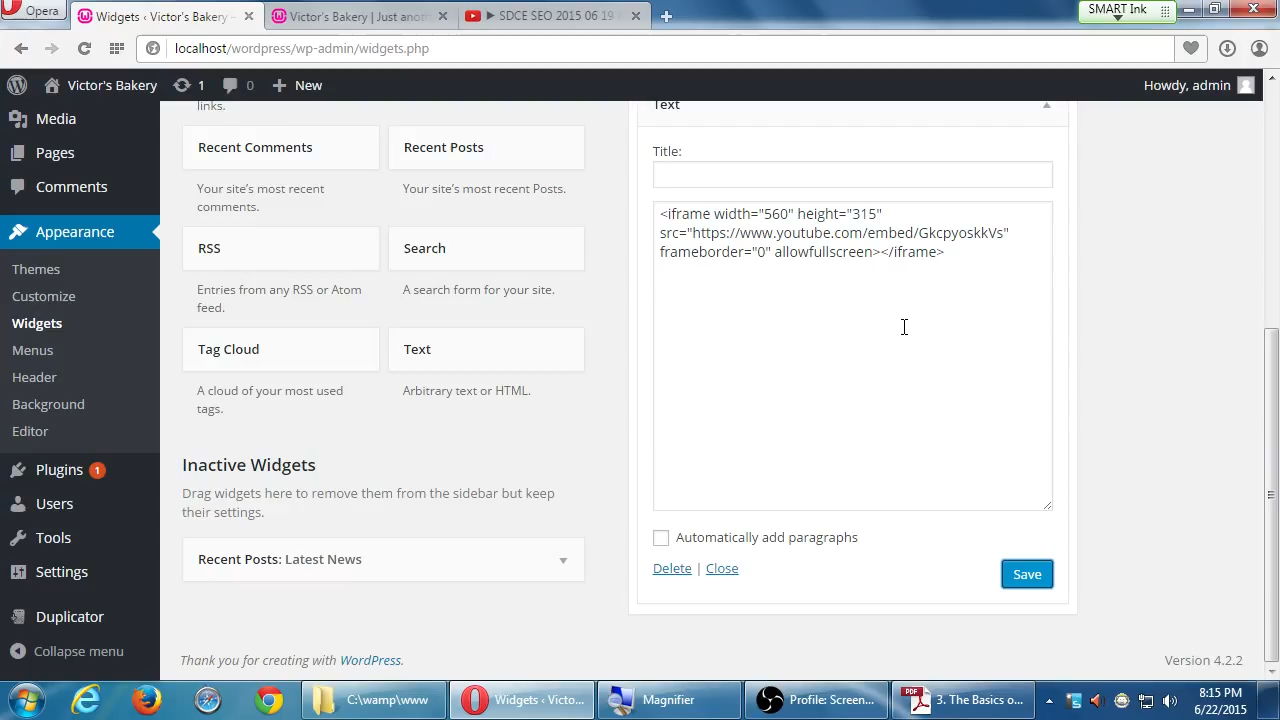 Opera
Widgets ‹ Victor's Bakery –
Victor's Bakery | Just anot
SDCE SEO 2015 06 19
SMART Ink
localhost/wordpress/wp-admin/widgets.php
Victor's Bakery 1 0 New
Howdy, admin
Media
Pages
Comments
Appearance
Themes
Customize
Widgets
Menus
Header
Background
Editor
Plugins 1
Users
Tools
Settings
Duplicator
Collapse menu
links.
Recent Comments
Your site's most recent
comments.
Recent Posts
Your site's most recent Posts.
RSS
Entries from any RSS or Atom
feed.
Search
A search form for your site.
Tag Cloud
A cloud of your most used
tags.
Text
Arbitrary text or HTML.
Inactive Widgets
Drag widgets here to remove them from the sidebar but keep
their settings.
Recent Posts: Latest News
Text
Title:
<iframe width="560" height="315"
src="https://www.youtube.com/embed/GkcpyoskkVs"
frameborder="0" allowfullscreen></iframe>
Automatically add paragraphs
Delete | Close
Save
Thank you for creating with WordPress.
Version 4.2.2
C:\wamp\www
Widgets ‹ Victo...
Magnifier
Profile: Screen...
PDF
3. The Basics o...
8:15 PM
6/22/2015